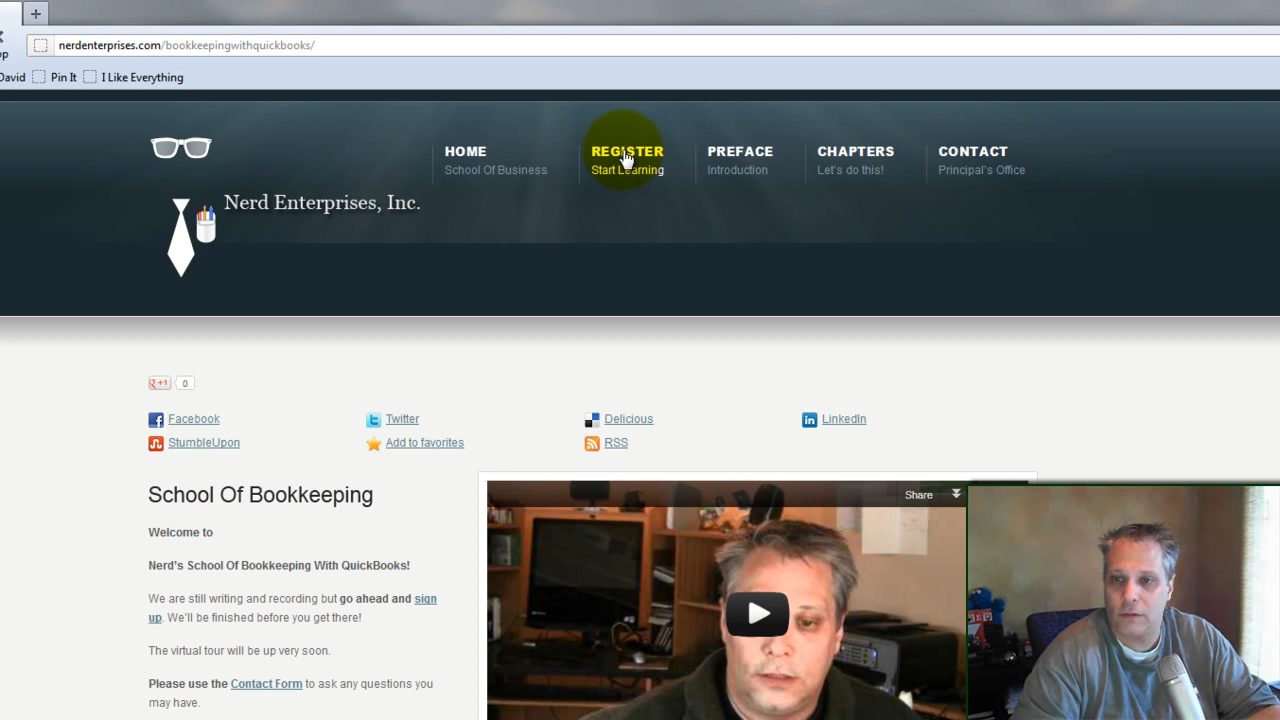 +
nerdenterprises.com/bookkeepingwithquickbooks/
David Pin It I Like Everything
HOME REGISTER PREFACE CHAPTERS CONTACT
School Of Business Start Learning Introduction Let's do this! Principal's Office
Nerd Enterprises, Inc.
+1 0
Facebook Twitter Delicious LinkedIn
StumbleUpon Add to favorites RSS
School Of Bookkeeping
Share
Welcome to
Nerd's School Of Bookkeeping With QuickBooks!
We are still writing and recording but go ahead and sign
up. We'll be finished before you get there!
The virtual tour will be up very soon.
Please use the Contact Form to ask any questions you
may have.